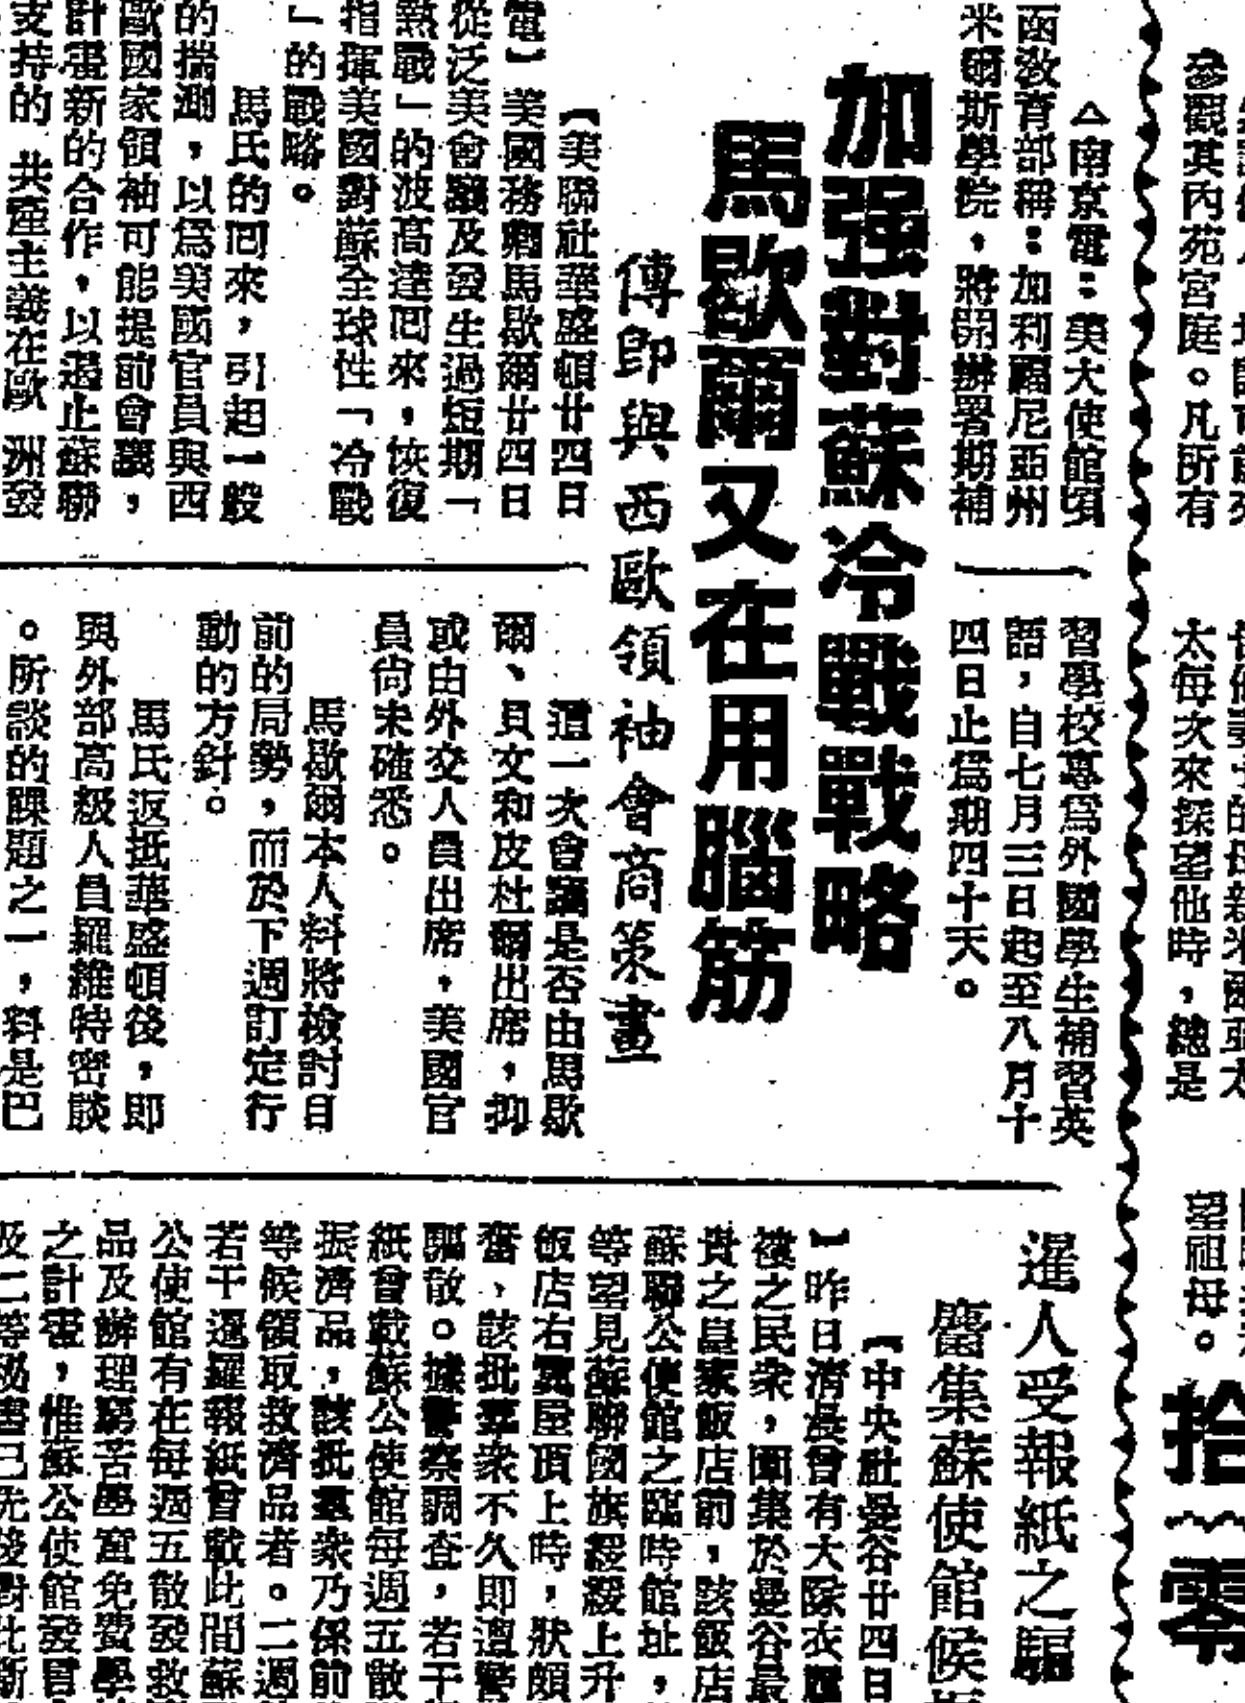 參觀其內苑宮庭。凡所有
太每次來探望他時，總是
望祖母。
拾
零
△南京電：美大使館頃
函敎育部稱：加利福尼亞州
米爾斯學院，將開辦署期補
習學校專爲外國學生補習英
語，自七月三日起至八月十
四日止爲期四十天。
加强對蘇冷戰戰略
馬歇爾又在用腦筋
傳即與西歐領袖會商策畫
【美聯社華盛頓廿四日
電】美國務卿馬歇爾廿四日
從泛美會議及發生過短期「
熱戰」的波高達回來，恢復
指揮美國對蘇全球性「冷戰
」的戰略。
馬氏的回來，引起一般
的揣測，以爲美國官員與西
歐國家領袖可能提前會議，
計畫新的合作，以遏止蘇聯
支持的共產主義在歐洲發
這一次會議是否由馬歇
爾、貝文和皮杜爾出席，抑
或由外交人員出席，美國官
員尙未確悉。
馬歇爾本人料將檢討目
前的局勢，而於下週訂定行
動的方針。
馬氏返抵華盛頓後，即
與外部高級人員羅維特密談
。所談的課題之一，料是巴
暹人受報紙之騙
麕集蘇使館候
【中央社曼谷廿四日
】昨日淸晨曾有大隊衣履
襤之民衆，圍集於曼谷最
貴之皇家飯店前，該飯店
蘇聯公使館之臨時館址，
等望見蘇聯國旗緩緩上升
飯店右翼屋頂上時，狀頗
奮，該批羣衆不久即遭警
驅散。據警察調查，若干
紙曾載蘇公使館每週五散
振濟品，該批羣衆乃係前
等候領取救濟品者。二週
若干暹羅報紙曾載此間蘇
公使館有在每週五散發救
品及辦理窮苦學童免費學
之計畫，惟蘇公使館發言
及二等秘書已先後對此